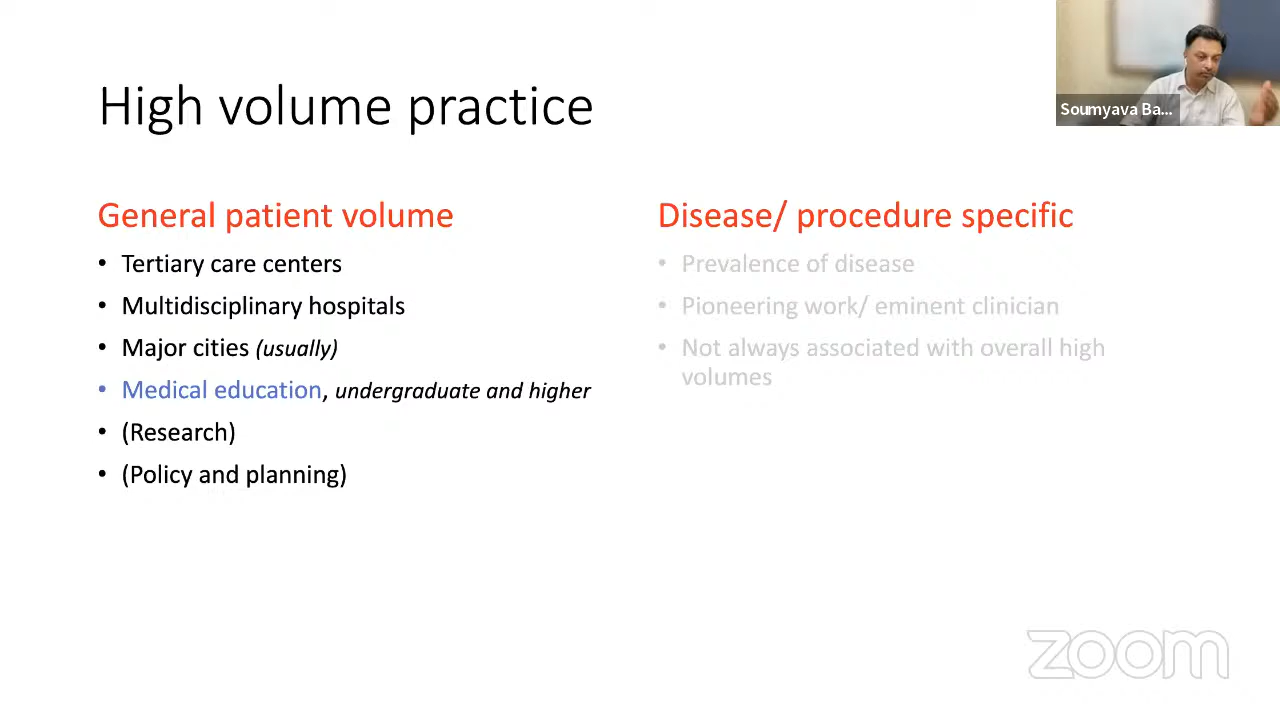 High volume practice
Soumyava Ba...
General patient volume
• Tertiary care centers
• Multidisciplinary hospitals
• Major cities (usually)
• Medical education, undergraduate and higher
• (Research)
• (Policy and planning)
Disease/ procedure specific
• Prevalence of disease
• Pioneering work/ eminent clinician
• Not always associated with overall high
volumes
zoom